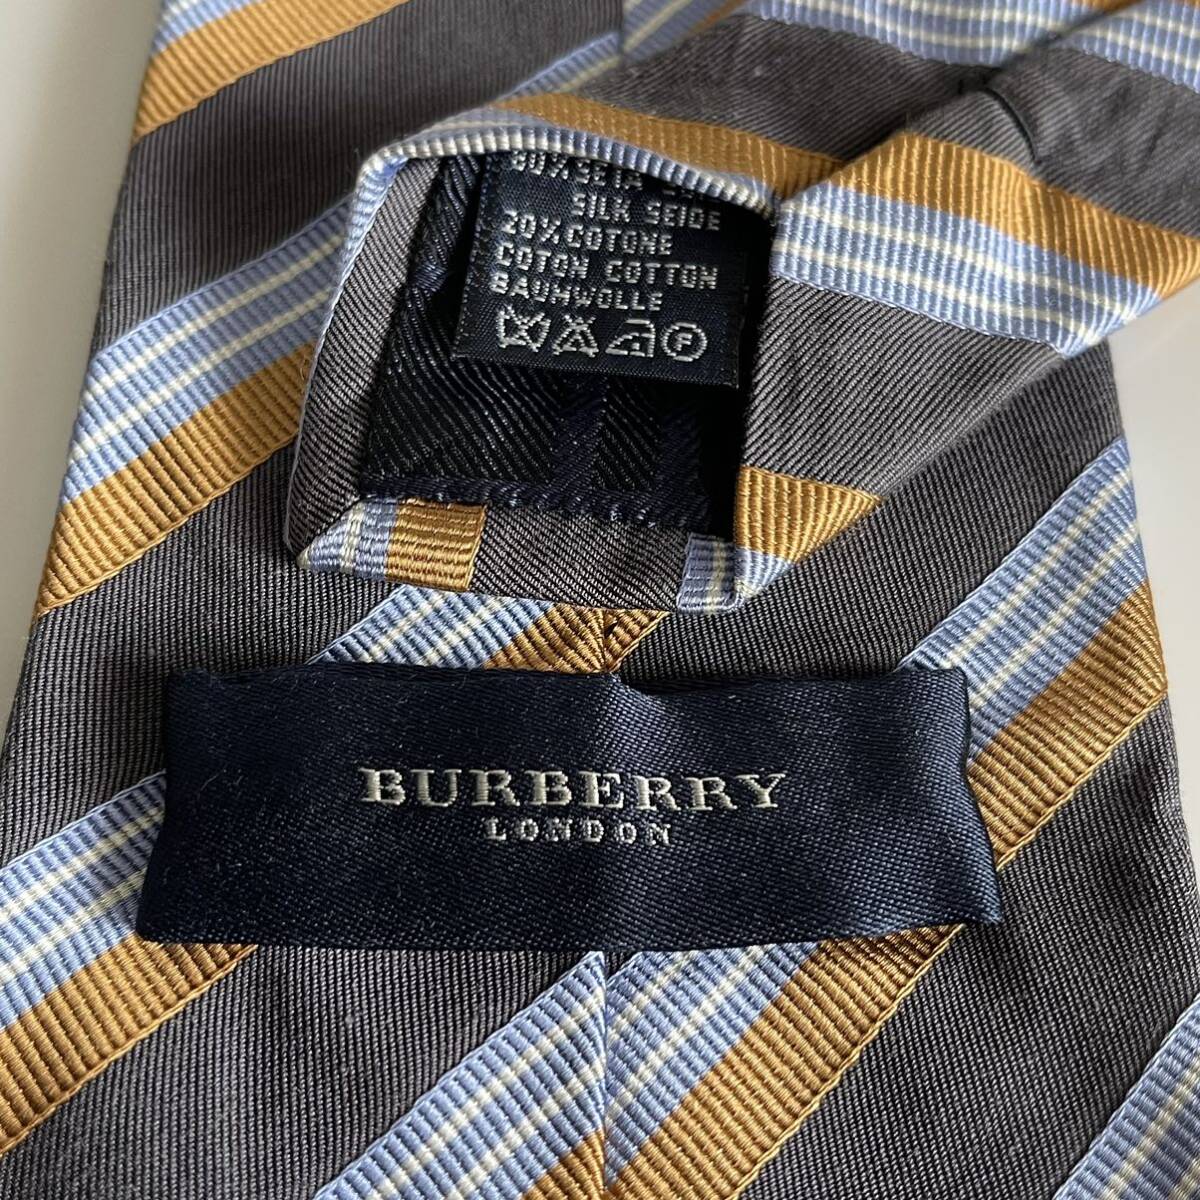 SILK SEIDE
20% COTONE
COTON COTTON
BAUMWOLLE
F
BURBERRY
LONDON